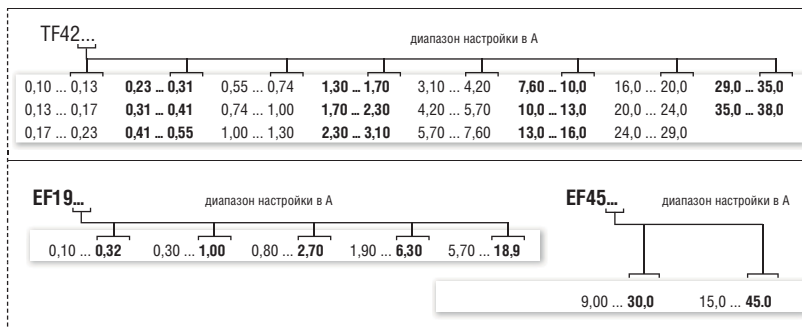 TF42...
диапазон настройки в А
0,10 ... 0,13 0,23 ... 0,31 0,55 ... 0,74 1,30 ... 1,70 3,10 ... 4,20 7,60 ... 10,0 16,0 ... 20,0 29,0 ... 35,0
0,13 ... 0,17 0,31 ... 0,41 0,74 ... 1,00 1,70 ... 2,30 4,20 ... 5,70 10,0 ... 13,0 20,0 ... 24,0 35,0 ... 38,0
0,17 ... 0,23 0,41 ... 0,55 1,00 ... 1,30 2,30 ... 3,10 5,70 ... 7,60 13,0 ... 16,0 24,0 ... 29,0
EF19...
диапазон настройки в А
0,10 ... 0,32 0,30 ... 1,00 0,80 ... 2,70 1,90 ... 6,30 5,70 ... 18,9
EF45...
диапазон настройки в А
9,00 ... 30,0 15,0 ... 45.0